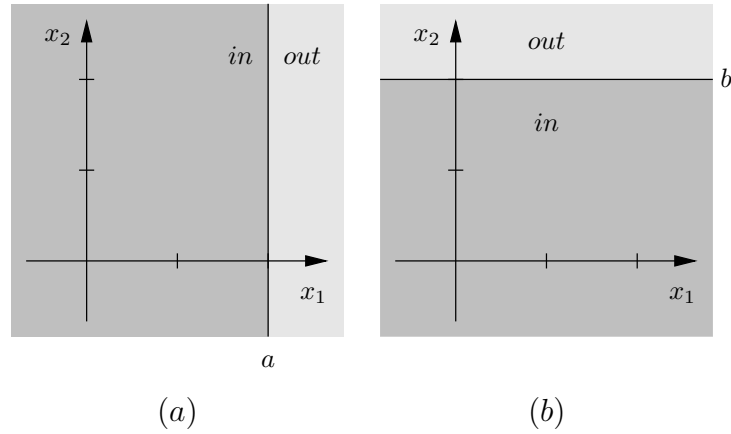 x₂ in out
x₁
a
(a)
x₂ out
b
in
x₁
(b)